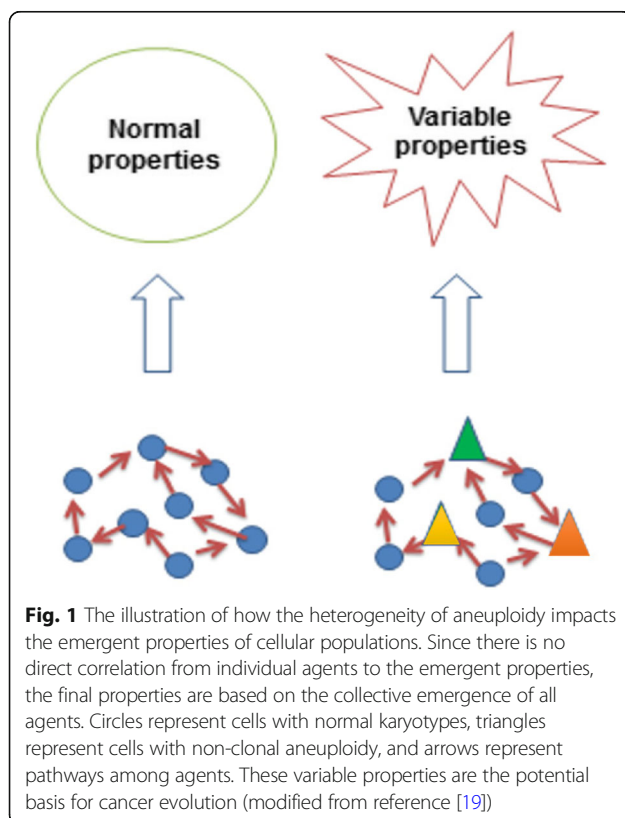 Normal
properties
Variable
properties
Fig. 1 The illustration of how the heterogeneity of aneuploidy impacts
the emergent properties of cellular populations. Since there is no
direct correlation from individual agents to the emergent properties,
the final properties are based on the collective emergence of all
agents. Circles represent cells with normal karyotypes, triangles
represent cells with non-clonal aneuploidy, and arrows represent
pathways among agents. These variable properties are the potential
basis for cancer evolution (modified from reference [19])